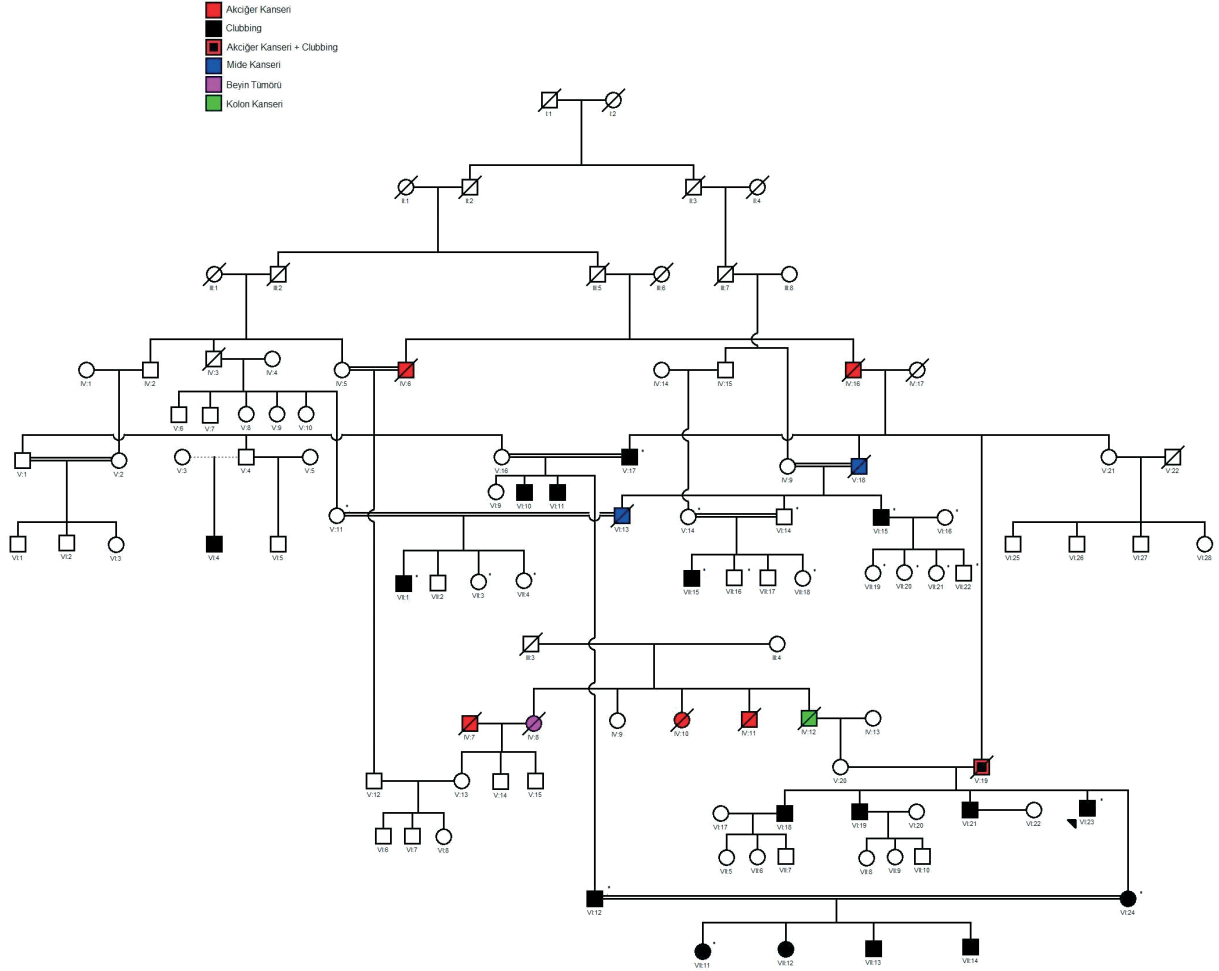 Akciğer Kanseri
Clubbing
Akciğer Kanseri + Clubbing
Mide Kanseri
Beyin Tümörü
Kolon Kanseri
I:1 I:2
II:1 II:2 II:3 II:4
III:1 III:2 III:5 III:6 III:7 III:8
IV:1 IV:2 IV:3 IV:4 IV:5 IV:6 IV:14 IV:15 IV:16 IV:17
V:6 V:7 V:8 V:9 V:10
V:1 V:2 V:3 V:4 V:5 V:16 V:17 * IV:9 V:18 V:21 V:22
VI:9 VI:10 VI:11
V:11 * VI:13 * V:14 * VI:14 * VI:15 * VI:16 *
VI:1 VI:2 VI:3 VI:4 VI:5 VI:25 VI:26 VI:27 VI:28
VII:1 * VII:2 VII:3 * VII:4 * VII:15 * VII:16 * VII:17 VII:18 * VII:19 * VII:20 * VII:21 * VII:22 *
III:3 III:4
IV:7 IV:8 IV:9 IV:10 IV:11 IV:12 IV:13
V:12 V:13 V:14 V:15 V:20 V:19
VI:17 VI:18 VI:19 VI:20 VI:21 VI:22 VI:23 *
VI:6 VI:7 VI:8 VII:5 VII:6 VII:7 VII:8 VII:9 VII:10
VI:12 * VI:24 *
VII:11 * VII:12 VII:13 VII:14